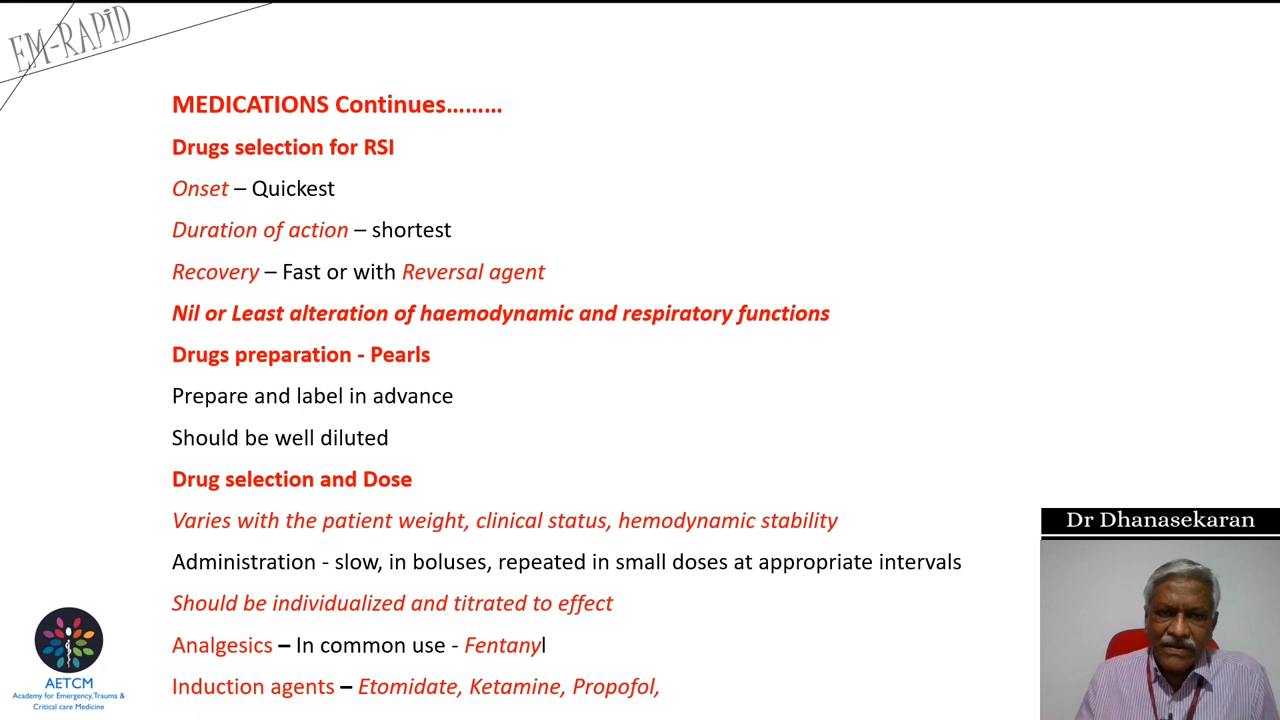 EM-RAPiD
MEDICATIONS Continues………
Drugs selection for RSI
Onset – Quickest
Duration of action – shortest
Recovery – Fast or with Reversal agent
Nil or Least alteration of haemodynamic and respiratory functions
Drugs preparation - Pearls
Prepare and label in advance
Should be well diluted
Drug selection and Dose
Varies with the patient weight, clinical status, hemodynamic stability
Administration - slow, in boluses, repeated in small doses at appropriate intervals
Should be individualized and titrated to effect
Analgesics – In common use - Fentanyl
Induction agents – Etomidate, Ketamine, Propofol,
Dr Dhanasekaran
AETCM
Academy for Emergency, Trauma &
Critical care Medicine